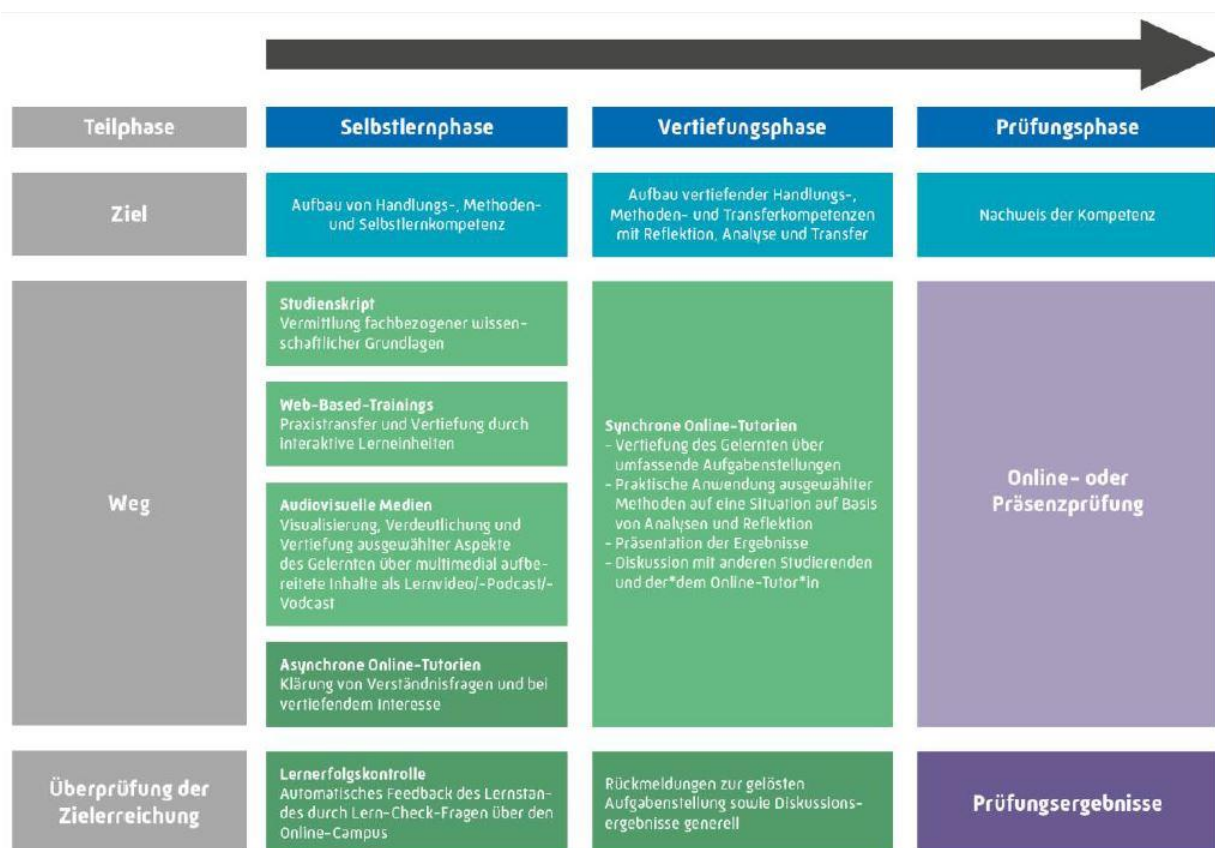 Teilphase
Selbstlernphase
Vertiefungsphase
Prüfungsphase
Ziel
Aufbau von Handlungs-, Methoden-
und Selbstlernkompetenz
Aufbau vertiefender Handlungs-,
Methoden- und Transferkompetenzen
mit Reflektion, Analyse und Transfer
Nachweis der Kompetenz
Weg
Studienskript
Vermittlung fachbezogener wissen-
schaftlicher Grundlagen
Web-Based-Trainings
Praxistransfer und Vertiefung durch
interaktive Lerneinheiten
Audiovisuelle Medien
Visualisierung, Verdeutlichung und
Vertiefung ausgewählter Aspekte
des Gelernten über multimedial aufbe-
reitete Inhalte als Lernvideo/-Podcast/-
Vodcast
Asynchrone Online-Tutorien
Klärung von Verständnisfragen und bei
vertiefendem Interesse
Synchrone Online-Tutorien
- Vertiefung des Gelernten über
umfassende Aufgabenstellungen
- Praktische Anwendung ausgewählter
Methoden auf eine Situation auf Basis
von Analysen und Reflektion
- Präsentation der Ergebnisse
- Diskussion mit anderen Studierenden
und der*dem Online-Tutor*in
Online- oder
Präsenzprüfung
Überprüfung der
Zielerreichung
Lernerfolgskontrolle
Automatisches Feedback des Lernstan-
des durch Lern-Check-Fragen über den
Online-Campus
Rückmeldungen zur gelösten
Aufgabenstellung sowie Diskussions-
ergebnisse generell
Prüfungsergebnisse